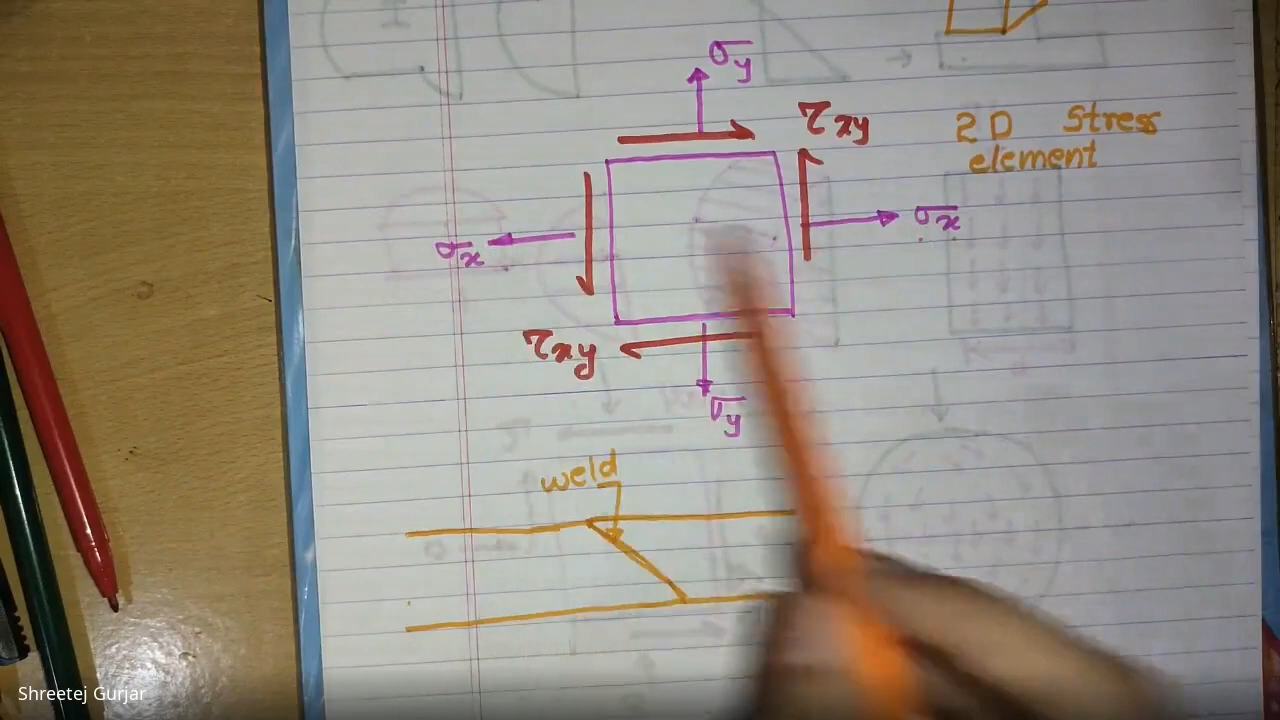 σy
τxy
2D Stress
element
σx
σx
τxy
σy
weld
Shreetej Gurjar